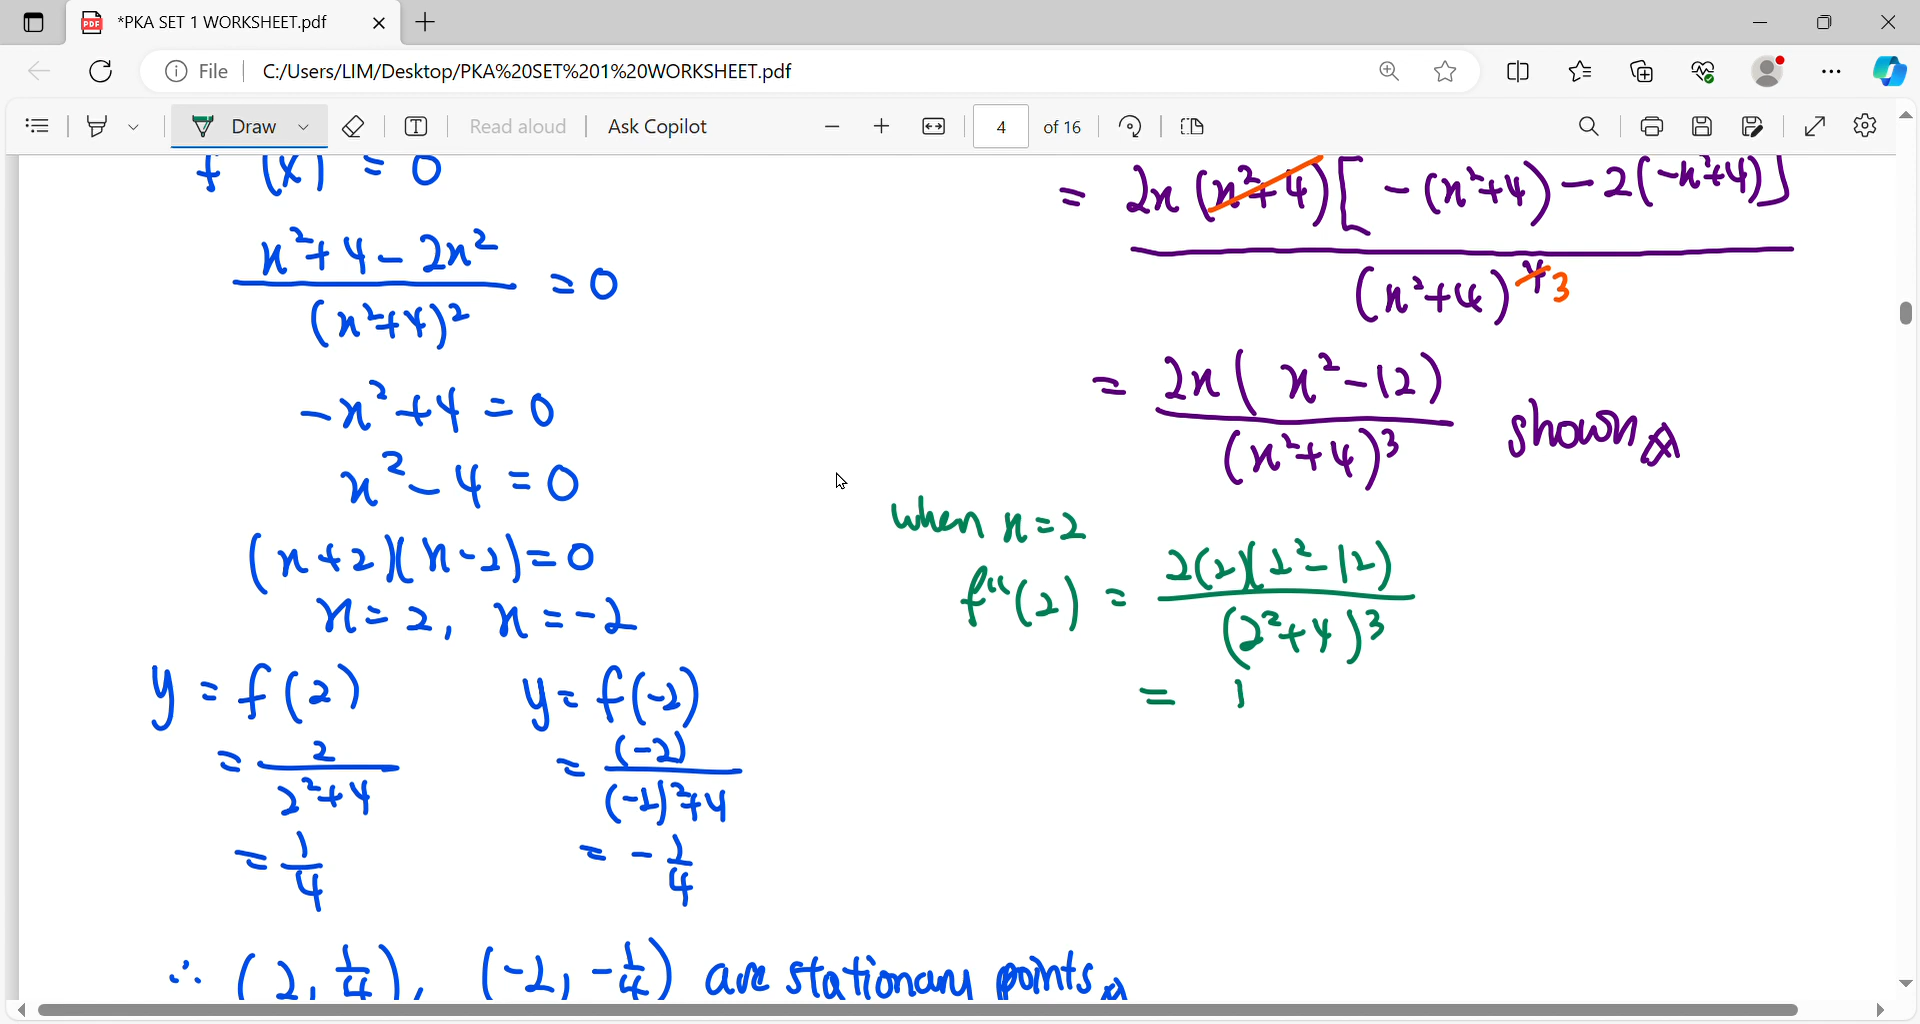 *PKA SET 1 WORKSHEET.pdf
File C:/Users/LIM/Desktop/PKA%20SET%201%20WORKSHEET.pdf
Draw Read aloud Ask Copilot 4 of 16
f (x) = 0
x²+4-2x² / (x²+4)² = 0
-x²+4 = 0
x²-4 = 0
(x+2)(x-2)=0
x=2, x=-2
y = f(2)
= 2 / 2²+4
= 1/4
y = f(-2)
= (-2) / (-2)²+4
= -1/4
∴ (2, 1/4), (-2, -1/4) are stationary points
= 2x(x²+4)[-(x²+4)-2(-x²+4)] / (x²+4)⁴ 3
= 2x(x²-12) / (x²+4)³ shown
when x=2
f''(2) = 2(2)(2²-12) / (2²+4)³
= 1